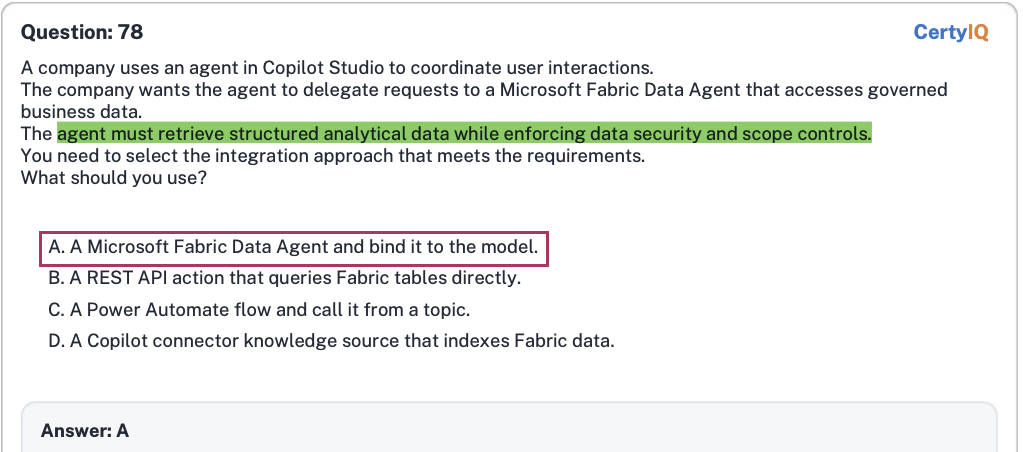 Question: 78
CertyIQ
A company uses an agent in Copilot Studio to coordinate user interactions.
The company wants the agent to delegate requests to a Microsoft Fabric Data Agent that accesses governed
business data.
The agent must retrieve structured analytical data while enforcing data security and scope controls.
You need to select the integration approach that meets the requirements.
What should you use?
A. A Microsoft Fabric Data Agent and bind it to the model.
B. A REST API action that queries Fabric tables directly.
C. A Power Automate flow and call it from a topic.
D. A Copilot connector knowledge source that indexes Fabric data.
Answer: A